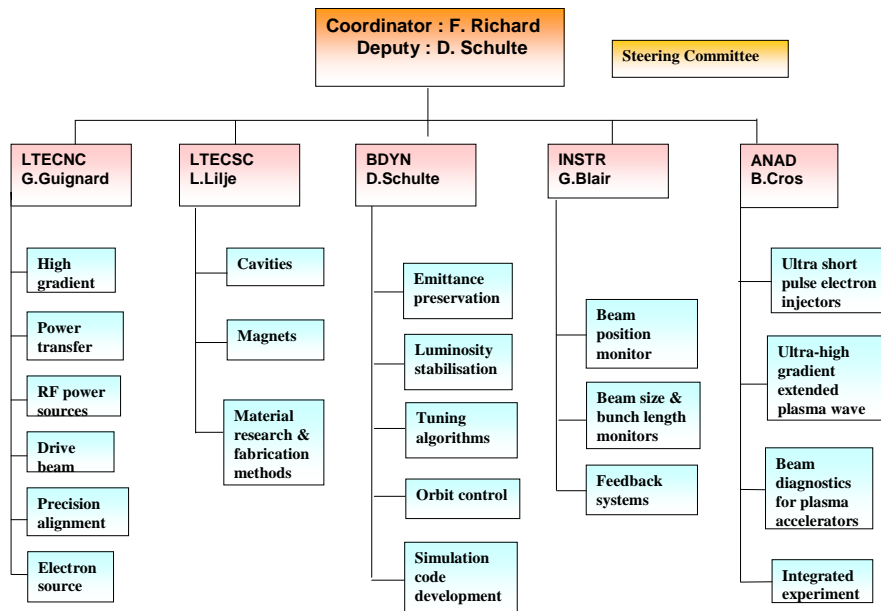 Coordinator : F. Richard
Deputy : D. Schulte
Steering Committee
LTECNC
G.Guignard
LTECSC
L.Lilje
BDYN
D.Schulte
INSTR
G.Blair
ANAD
B.Cros
High
gradient
Power
transfer
RF power
sources
Drive
beam
Precision
alignment
Electron
source
Cavities
Magnets
Material
research &
fabrication
methods
Emittance
preservation
Luminosity
stabilisation
Tuning
algorithms
Orbit control
Simulation
code
development
Beam
position
monitor
Beam size &
bunch length
monitors
Feedback
systems
Ultra short
pulse electron
injectors
Ultra-high
gradient
extended
plasma wave
Beam
diagnostics
for plasma
accelerators
Integrated
experiment